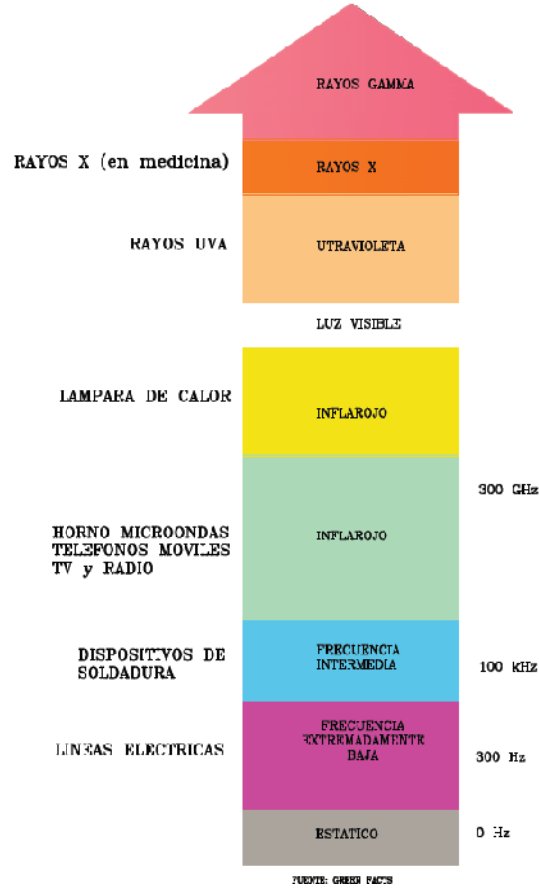 RAYOS GAMMA
RAYOS X (en medicina)
RAYOS X
RAYOS UVA
UTRAVIOLETA
LUZ VISIBLE
LAMPARA DE CALOR
INFLAROJO
300 GHz
HORNO MICROONDAS
TELEFONOS MOVILES
TV y RADIO
INFLAROJO
DISPOSITIVOS DE
SOLDADURA
FRECUENCIA
INTERMEDIA
100 kHz
LINEAS ELECTRICAS
FRECUENCIA
EXTREMADAMENTE
BAJA
300 Hz
ESTATICO
0 Hz
FUENTE: GREEN FACTS